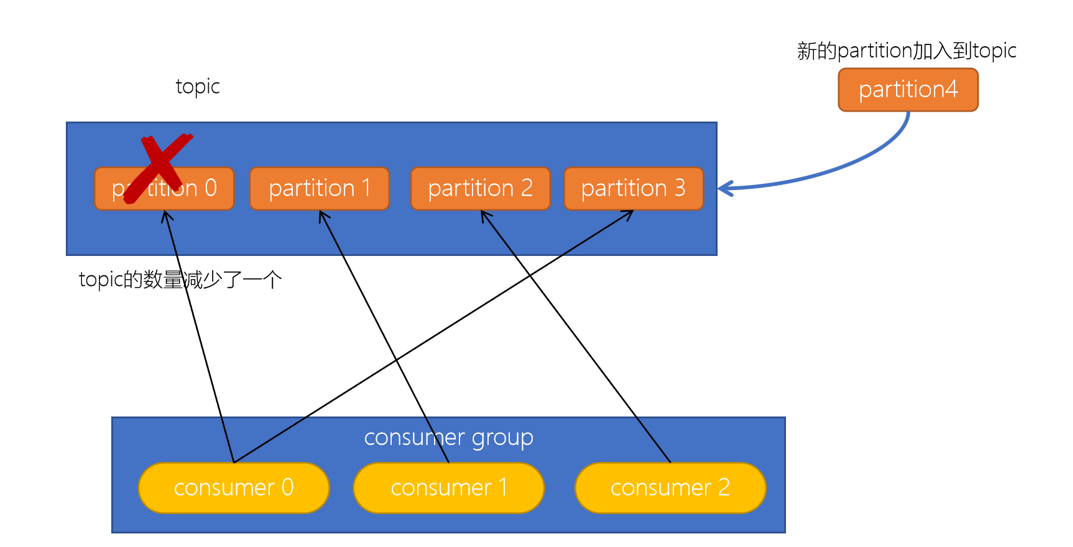 新的partition加入到topic
partition4
topic
partition 0
partition 1
partition 2
partition 3
topic的数量减少了一个
consumer group
consumer 0
consumer 1
consumer 2